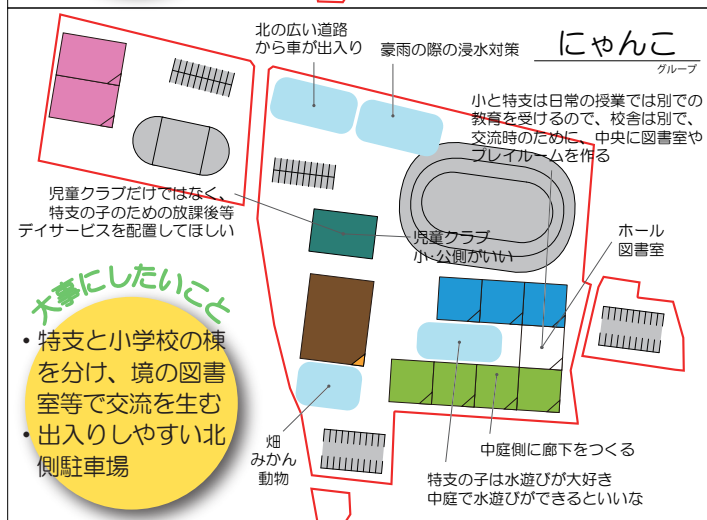 にゃんこ
グループ
北の広い道路
から車が出入り
豪雨の際の浸水対策
小と特支は日常の授業では別での
教育を受けるので、校舎は別で、
交流時のために、中央に図書室や
プレイルームを作る
児童クラブだけではなく、
特支の子のための放課後等
デイサービスを配置してほしい
児童クラブ
小・公側がいい
ホール
図書室
大事にしたいこと
・特支と小学校の棟
を分け、境の図書
室等で交流を生む
・出入りしやすい北
側駐車場
畑
みかん
動物
中庭側に廊下をつくる
特支の子は水遊びが大好き
中庭で水遊びができるといいな